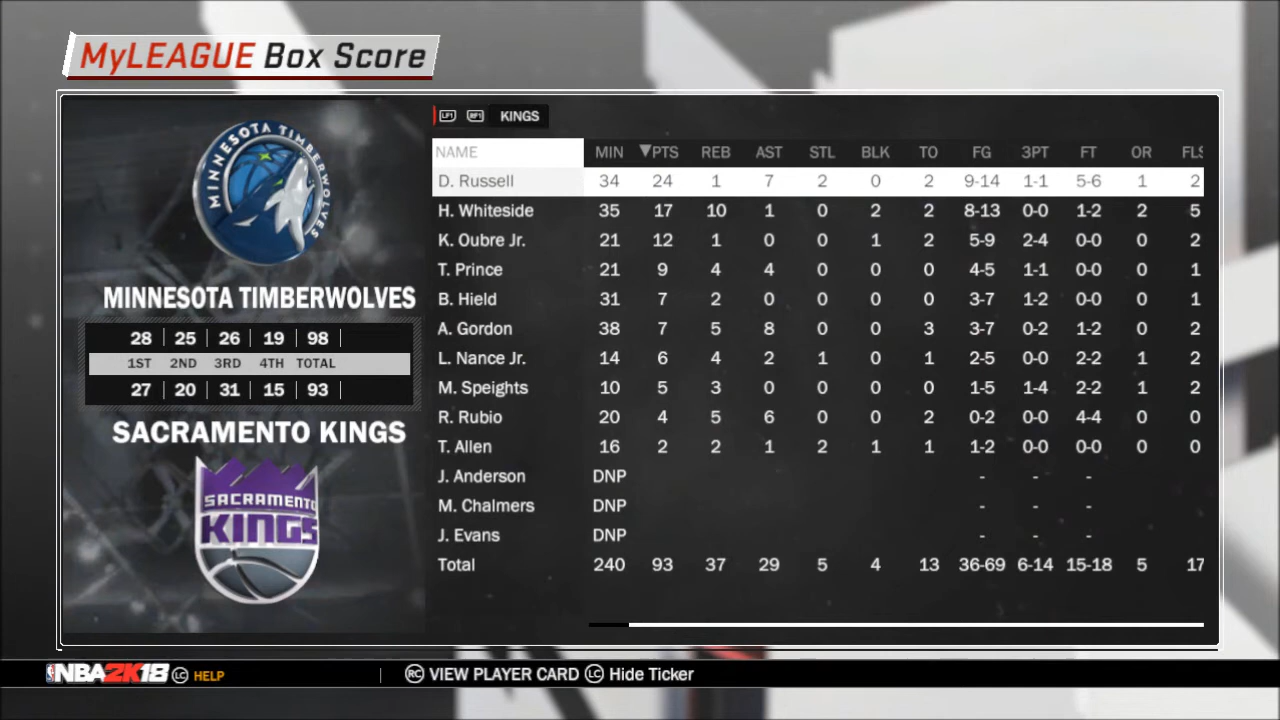 MyLEAGUE Box Score
MINNESOTA TIMBERWOLVES
MINNESOTA TIMBERWOLVES
28 25 26 19 98
1ST 2ND 3RD 4TH TOTAL
27 20 31 15 93
SACRAMENTO KINGS
SACRAMENTO
KINGS
KINGS
NAME MIN PTS REB AST STL BLK TO FG 3PT FT OR FLS
D. Russell 34 24 1 7 2 0 2 9-14 1-1 5-6 1 2
H. Whiteside 35 17 10 1 0 2 2 8-13 0-0 1-2 2 5
K. Oubre Jr. 21 12 1 0 0 1 2 5-9 2-4 0-0 0 2
T. Prince 21 9 4 4 0 0 0 4-5 1-1 0-0 0 1
B. Hield 31 7 2 0 0 0 0 3-7 1-2 0-0 0 1
A. Gordon 38 7 5 8 0 0 3 3-7 0-2 1-2 0 2
L. Nance Jr. 14 6 4 2 1 0 1 2-5 0-0 2-2 1 2
M. Speights 10 5 3 0 0 0 0 1-5 1-4 2-2 1 2
R. Rubio 20 4 5 6 0 0 2 0-2 0-0 4-4 0 0
T. Allen 16 2 2 1 2 1 1 1-2 0-0 0-0 0 0
J. Anderson DNP - - -
M. Chalmers DNP - - -
J. Evans DNP - - -
Total 240 93 37 29 5 4 13 36-69 6-14 15-18 5 17
NBA2K18 LC HELP
RC VIEW PLAYER CARD LC Hide Ticker